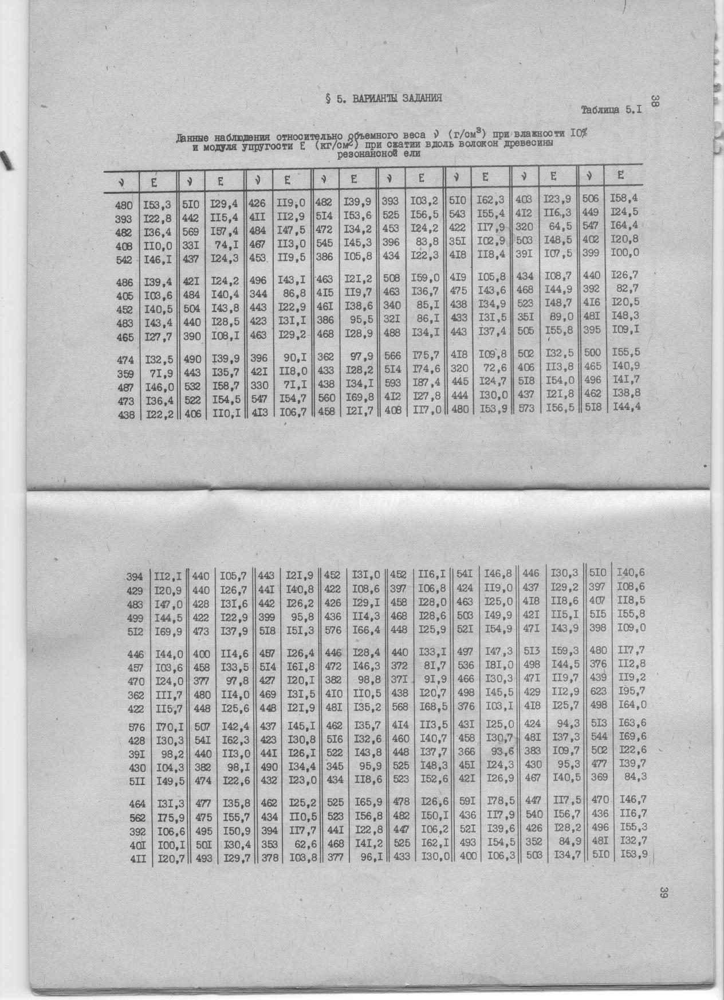 38
§ 5. ВАРИАНТЫ ЗАДАНИЯ
Таблица 5.I
Данные наблюдения относительно объемного веса ν (г/см³) при влажности I0%
и модуля упругости E (кг/см²) при сжатии вдоль волокон древесины
резонансной ели
ν E ν E ν E ν E ν E ν E ν E ν E
480 I53,3 5I0 I29,4 426 II9,0 482 I39,9 393 I03,2 5I0 I62,3 403 I23,9 506 I58,4
393 I22,8 442 II5,4 4II II2,9 5I4 I53,6 525 I56,5 543 I55,4 4I2 II6,3 449 I24,5
482 I36,4 569 I57,4 484 I47,5 472 I34,2 453 I24,2 422 II7,9 320 64,5 547 I64,4
408 II0,0 33I 74,I 467 II3,0 545 I45,3 396 83,8 35I I02,9 503 I48,5 402 I20,8
542 I46,I 437 I24,3 453 II9,5 386 I05,8 434 I22,3 4I8 II8,4 39I I07,5 399 I00,0
486 I39,4 42I I24,2 496 I43,I 463 I2I,2 508 I59,0 4I9 I05,8 434 I08,7 440 I26,7
405 I03,6 484 I40,4 344 86,8 4I5 II9,7 463 I36,7 475 I43,6 468 I44,9 392 82,7
452 I40,5 504 I43,8 443 I22,9 46I I38,6 340 85,I 438 I34,9 523 I48,7 4I6 I20,5
483 I43,4 440 I28,5 423 I3I,I 386 95,5 32I 86,I 433 I3I,5 35I 89,0 48I I48,3
465 I27,7 390 I08,I 463 I29,2 468 I28,9 488 I34,I 443 I37,4 505 I55,8 395 I09,I
474 I32,5 490 I39,9 396 90,I 362 97,9 566 I75,7 4I8 I09,8 502 I32,5 500 I55,5
359 7I,9 443 I35,7 42I II8,0 433 I28,2 5I4 I74,6 320 72,6 406 II3,8 465 I40,9
487 I46,0 532 I58,7 330 7I,I 438 I34,I 593 I87,4 445 I24,7 5I8 I54,0 496 I4I,7
473 I36,4 522 I54,5 547 I54,7 560 I69,8 4I2 I27,8 444 I30,0 437 I2I,8 462 I38,8
438 I22,2 406 II0,I 4I3 I06,7 458 I2I,7 408 II7,0 480 I53,9 573 I56,5 5I8 I44,4
394 II2,I 440 I05,7 443 I2I,9 452 I3I,0 452 II6,I 54I I46,8 446 I30,3 5I0 I40,6
429 I20,9 440 I26,7 44I I40,8 422 I08,6 397 I06,8 424 II9,0 437 I29,2 397 I08,6
483 I47,0 428 I3I,6 442 I26,2 426 I29,I 458 I28,0 463 I25,0 4I8 II8,6 407 II8,5
499 I44,5 422 I22,9 399 95,8 436 II4,3 468 I28,6 503 I49,9 42I II5,I 5I5 I55,8
5I2 I69,9 473 I37,9 5I8 I5I,3 576 I66,4 448 I25,9 52I I54,9 47I I43,9 398 I09,0
446 I44,0 400 II4,6 457 I26,4 446 I28,4 440 I33,I 497 I47,3 5I3 I59,3 480 II7,7
457 I03,6 458 I33,5 5I4 I6I,8 472 I46,3 372 8I,7 536 I8I,0 498 I44,5 376 II2,8
470 I24,0 377 97,8 427 I20,I 382 98,8 37I 9I,9 466 I30,3 47I II9,7 439 II9,2
362 III,7 480 II4,0 469 I3I,5 4I0 II0,5 438 I20,7 498 I45,5 429 II2,9 623 I95,7
422 II5,7 448 I25,6 448 I2I,9 48I I35,2 568 I68,5 376 I03,I 4I8 I25,7 498 I64,0
576 I70,I 507 I42,4 437 I45,I 462 I35,7 4I4 II3,5 43I I25,0 424 94,3 5I3 I63,6
428 I30,3 54I I62,3 423 I30,8 5I6 I32,6 460 I40,7 458 I30,7 48I I37,3 544 I69,6
39I 98,2 440 II3,0 44I I26,I 522 I43,8 448 I37,7 366 93,6 383 I09,7 502 I22,6
430 I04,3 382 98,I 490 I34,4 345 95,9 525 I48,3 45I I24,3 430 95,3 477 I39,7
5II I49,5 474 I22,6 432 I23,0 434 II8,6 523 I52,6 42I I26,9 467 I40,5 369 84,3
464 I3I,3 477 I35,8 462 I25,2 525 I65,9 478 I26,6 59I I78,5 447 II7,5 470 I46,7
562 I75,9 475 I55,7 434 II0,5 523 I56,8 482 I50,I 436 II7,9 540 I56,7 436 II6,7
392 I06,6 495 I50,9 394 II7,7 44I I22,8 447 I06,2 52I I39,6 426 I28,2 496 I55,3
40I I00,I 50I I30,4 353 62,6 468 I4I,2 525 I62,I 493 I54,5 352 84,9 48I I32,7
4II I20,7 493 I29,7 378 I03,8 377 96,I 433 I30,0 400 I06,3 503 I34,7 5I0 I53,9
39